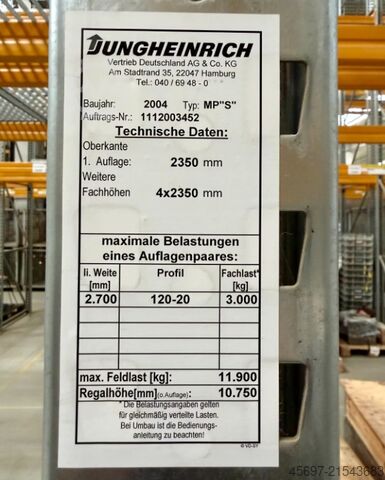 JUNGHEINRICH
Vertrieb Deutschland AG & Co. KG
Am Stadtrand 35, 22047 Hamburg
Tel.: 040 / 69 48 - 0
Baujahr: 2004 Typ: MP"S"
Auftrags-Nr.: 1112003452
Technische Daten:
Oberkante
1. Auflage: 2350 mm
Weitere
Fachhöhen 4x2350 mm
maximale Belastungen
eines Auflagenpaares:
li. Weite [mm] Profil Fachlast* [kg]
2.700 120-20 3.000
max. Feldlast [kg]: 11.900
Regalhöhe[mm](o.Auflage): 10.750
* Die Belastungsangaben gelten
für gleichmäßig verteilte Lasten.
Bei Umbau ist die Bedienungs-
anleitung zu beachten!
© VD-SY
45697-21543683